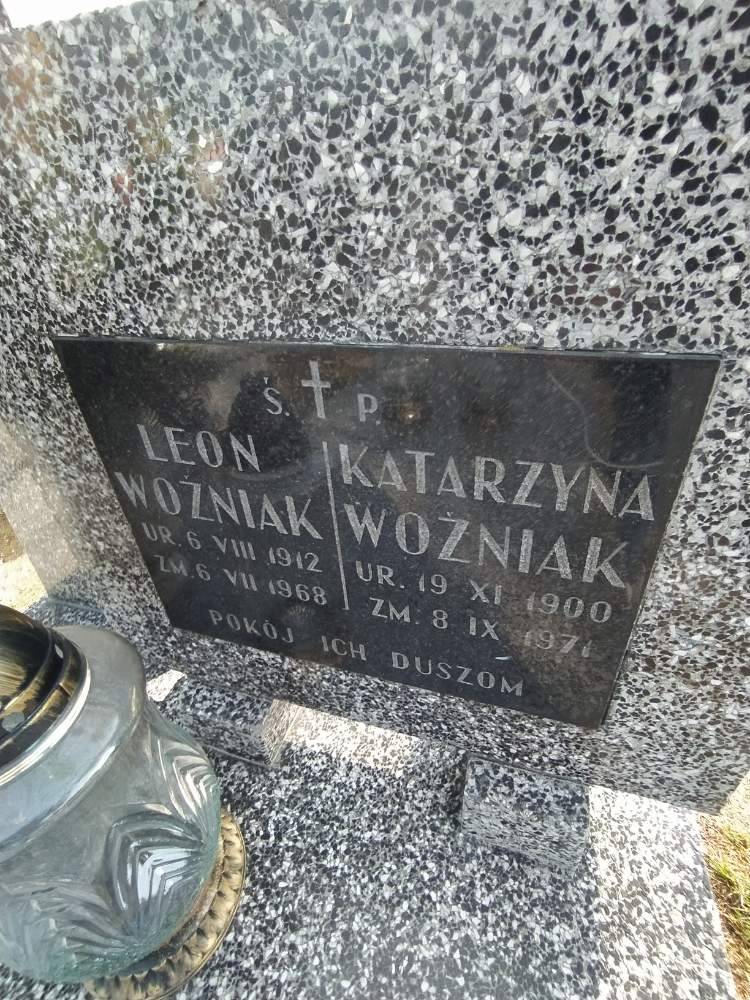 Ś. P.
LEON
WOŹNIAK
UR. 6 VIII 1912
ZM. 6 VII 1968
KATARZYNA
WOŹNIAK
UR. 19 XI 1900
ZM. 8 IX 1971
POKÓJ ICH DUSZOM